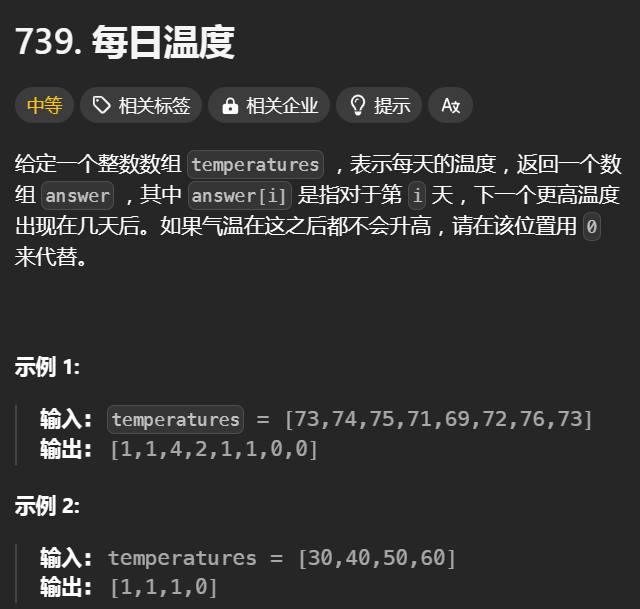 739. 每日温度
中等 相关标签 相关企业 提示 Ax
给定一个整数数组 temperatures ，表示每天的温度，返回一个数
组 answer ，其中 answer[i] 是指对于第 i 天，下一个更高温度
出现在几天后。如果气温在这之后都不会升高，请在该位置用 0
来代替。
示例 1:
输入: temperatures = [73,74,75,71,69,72,76,73]
输出: [1,1,4,2,1,1,0,0]
示例 2:
输入: temperatures = [30,40,50,60]
输出: [1,1,1,0]